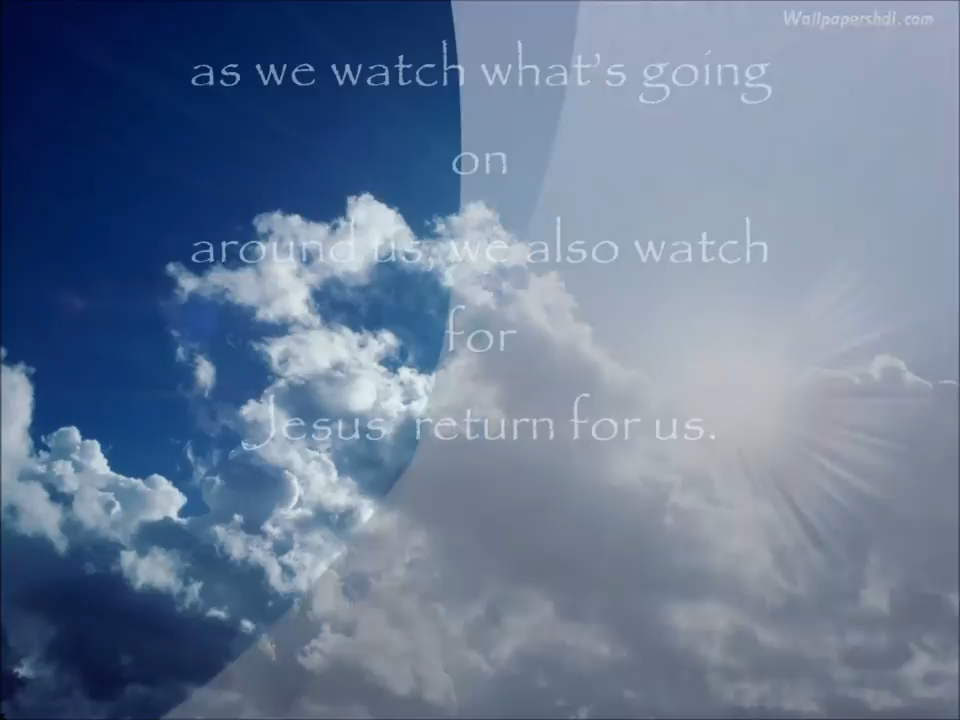 Wallpapershdi.com
as we watch what's going
on
around us, we also watch
for
Jesus' return for us.